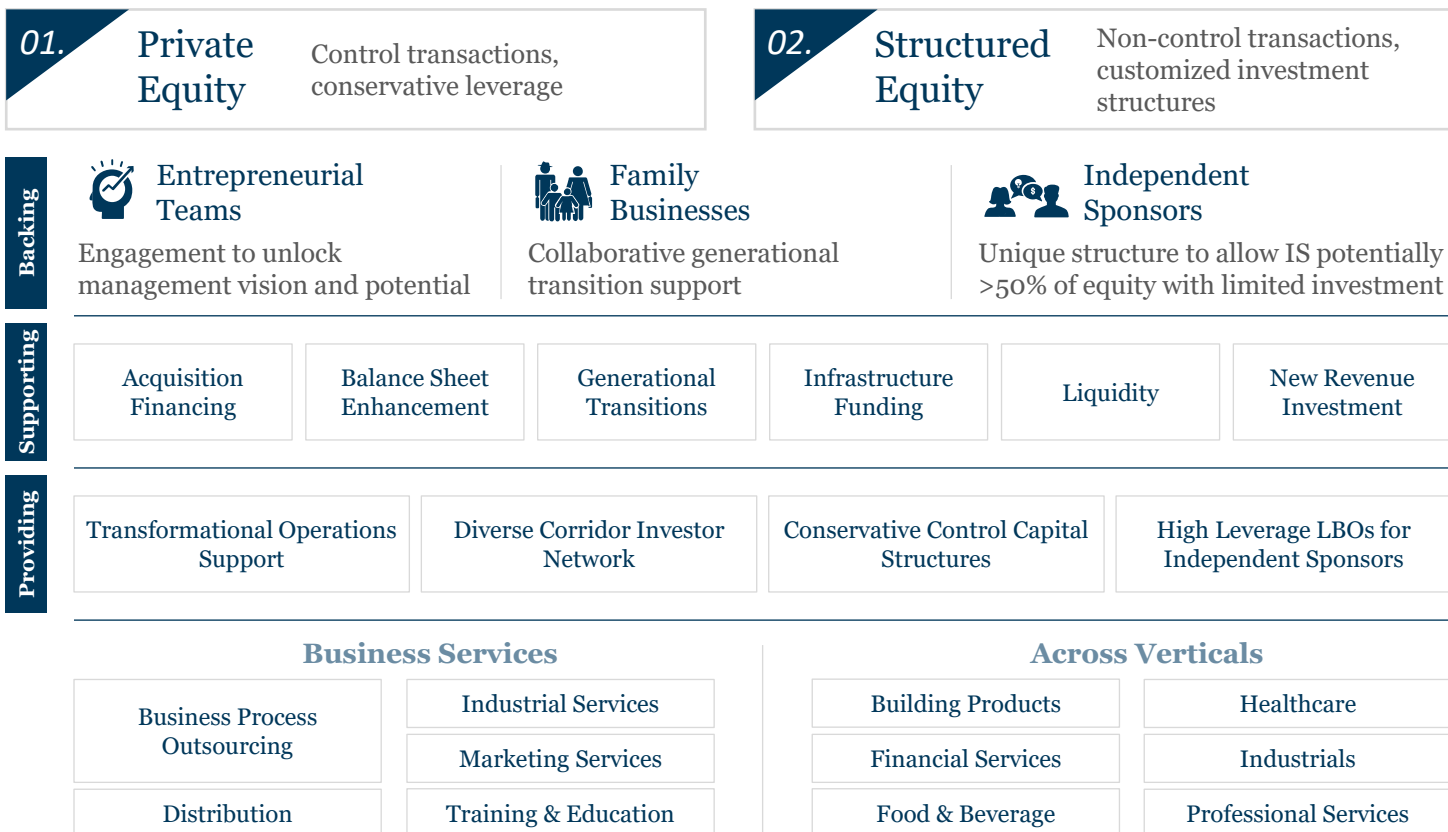 01.
Private
Equity
Control transactions,
conservative leverage
02.
Structured
Equity
Non-control transactions,
customized investment
structures
Backing
Entrepreneurial
Teams
Engagement to unlock
management vision and potential
Family
Businesses
Collaborative generational
transition support
Independent
Sponsors
Unique structure to allow IS potentially
>50% of equity with limited investment
Supporting
Acquisition
Financing
Balance Sheet
Enhancement
Generational
Transitions
Infrastructure
Funding
Liquidity
New Revenue
Investment
Providing
Transformational Operations
Support
Diverse Corridor Investor
Network
Conservative Control Capital
Structures
High Leverage LBOs for
Independent Sponsors
Business Services
Business Process
Outsourcing
Distribution
Industrial Services
Marketing Services
Training & Education
Across Verticals
Building Products
Financial Services
Food & Beverage
Healthcare
Industrials
Professional Services